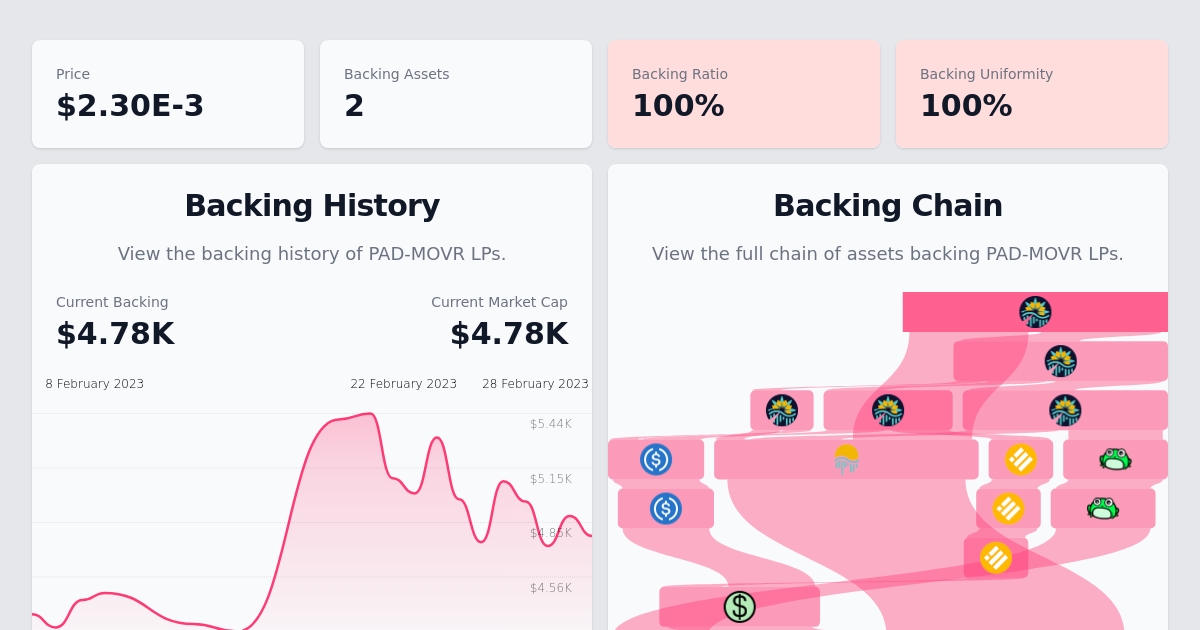 Price
$2.30E-3
Backing Assets
2
Backing Ratio
100%
Backing Uniformity
100%
Backing History
View the backing history of PAD-MOVR LPs.
Current Backing
$4.78K
Current Market Cap
$4.78K
8 February 2023
22 February 2023
28 February 2023
$5.44K
$5.15K
$4.85K
$4.56K
Backing Chain
View the full chain of assets backing PAD-MOVR LPs.